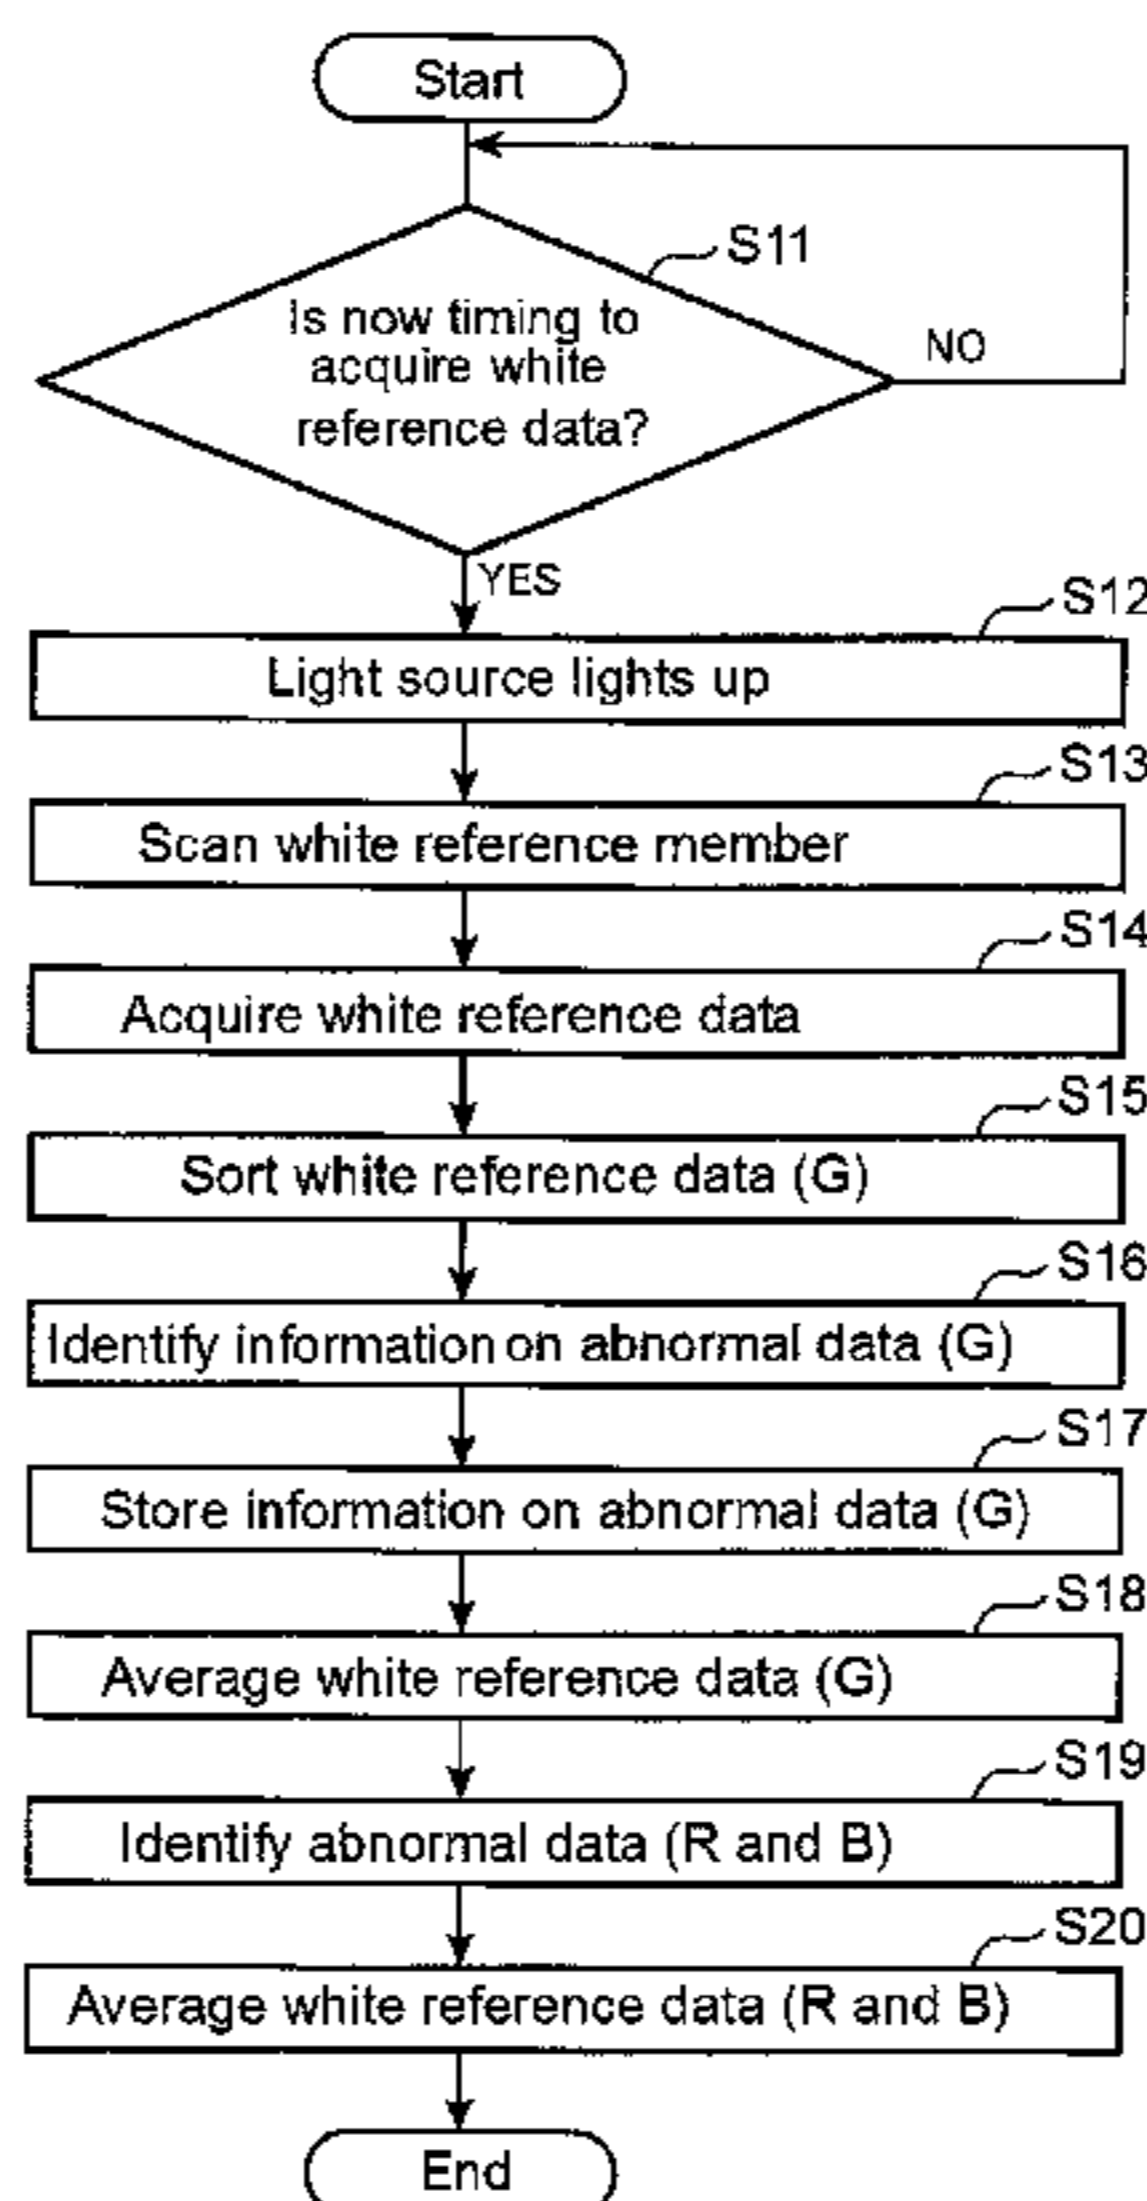 Start
S11
Is now timing to
acquire white
reference data?
NO
YES
S12
Light source lights up
S13
Scan white reference member
S14
Acquire white reference data
S15
Sort white reference data (G)
S16
Identify information on abnormal data (G)
S17
Store information on abnormal data (G)
S18
Average white reference data (G)
S19
Identify abnormal data (R and B)
S20
Average white reference data (R and B)
End